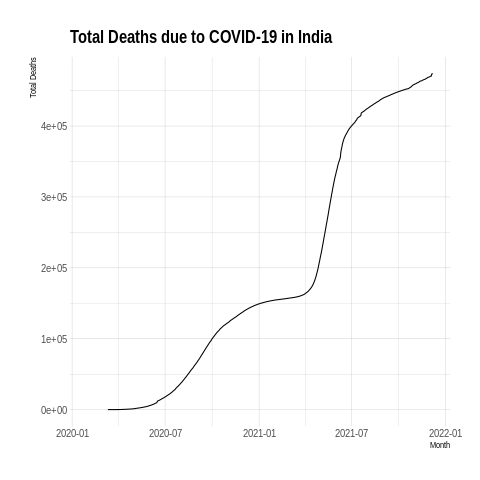 Total Deaths due to COVID-19 in India
Total Deaths
4e+05
3e+05
2e+05
1e+05
0e+00
2020-01 2020-07 2021-01 2021-07 2022-01
Month